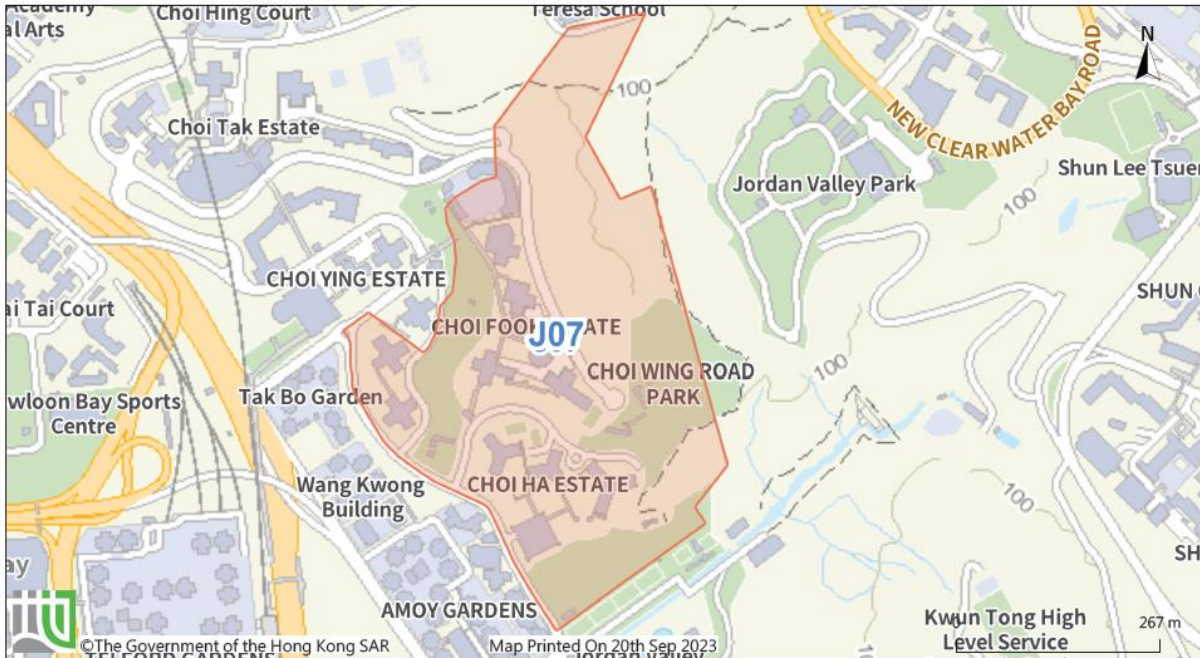 Academy
al Arts
Choi Hing Court
Teresa School
N
100
NEW CLEAR WATER BAY ROAD
Choi Tak Estate
Jordan Valley Park
Shun Lee Tsuen
100
CHOI YING ESTATE
ai Tai Court
SHUN
CHOI FOOK ESTATE
J07
CHOI WING ROAD
PARK
100
wloon Bay Sports
Centre
Tak Bo Garden
Wang Kwong
Building
CHOI HA ESTATE
100
SH
ay
AMOY GARDENS
Kwun Tong High
Level Service
267 m
©The Government of the Hong Kong SAR
Map Printed On 20th Sep 2023
TELFORD GARDENS
Jordan Valley